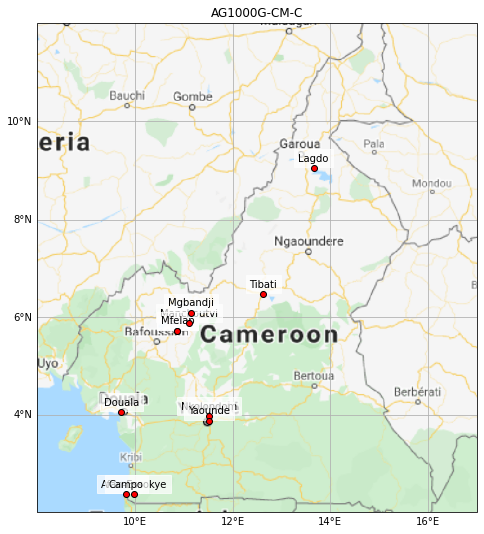 AG1000G-CM-C
Bauchi
Gombe
10°N
eria
Garoua
Pala
Lagdo
Mondou
8°N
Ngaoundere
Tibati
Mgbandji
6°N
Mfelap
Bafoussam
Cameroon
Uyo
Bertoua
Douala
Berbérati
4°N
Yaounde
Kribi
Campo
kye
10°E
12°E
14°E
16°E